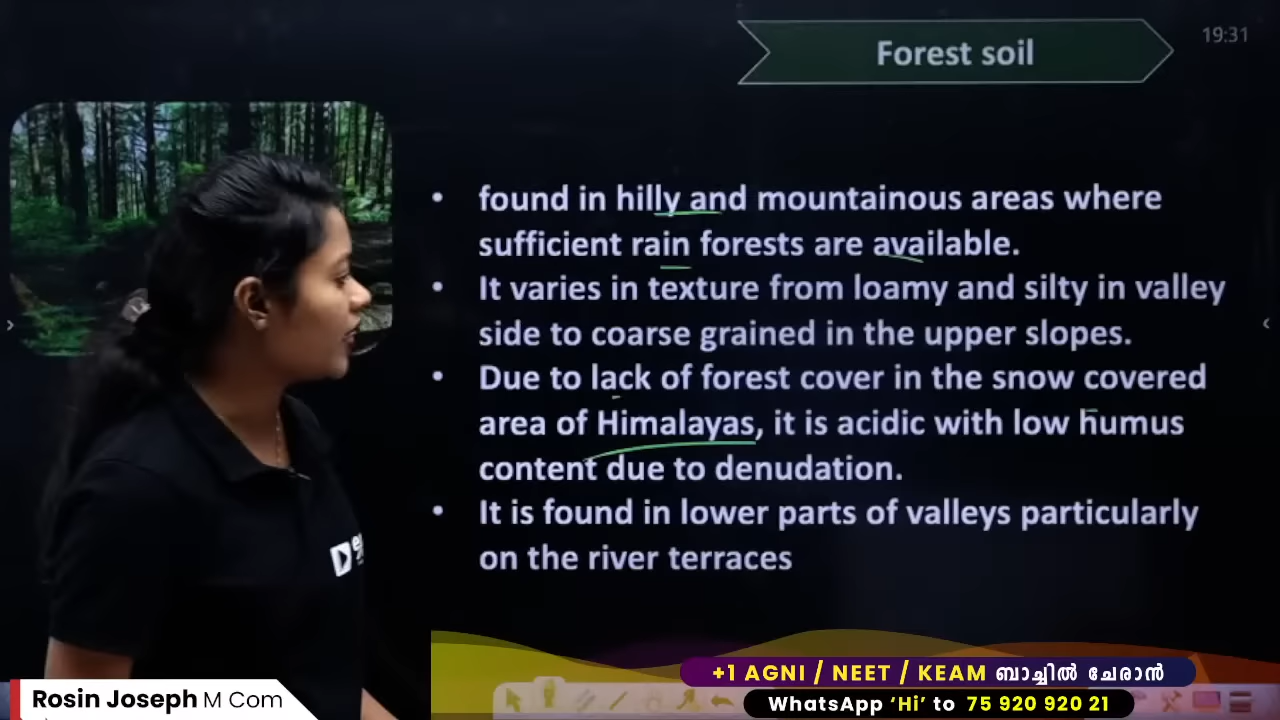 19:31
Forest soil
• found in hilly and mountainous areas where
sufficient rain forests are available.
• It varies in texture from loamy and silty in valley
side to coarse grained in the upper slopes.
• Due to lack of forest cover in the snow covered
area of Himalayas, it is acidic with low humus
content due to denudation.
• It is found in lower parts of valleys particularly
on the river terraces
+1 AGNI / NEET / KEAM ബാച്ചിൽ ചേരാൻ
WhatsApp ‘Hi’ to 75 920 920 21
Rosin Joseph M Com